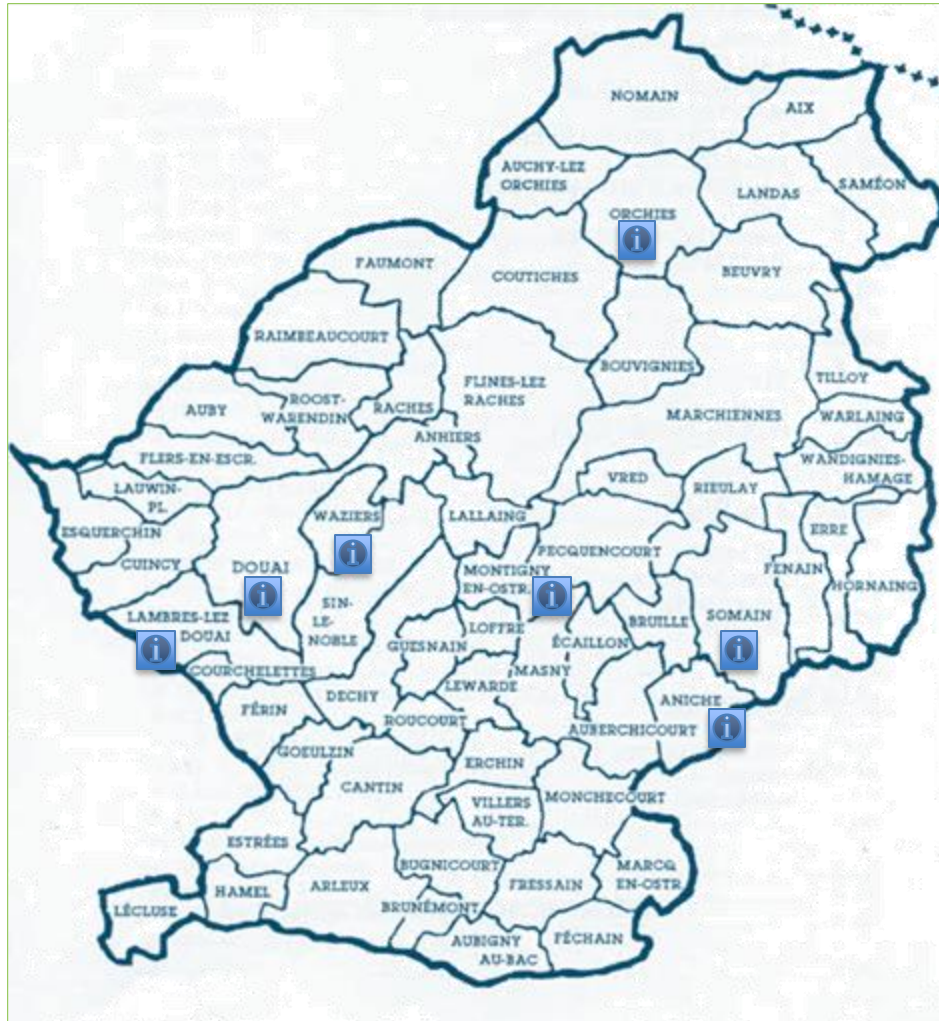 NOMAIN
AIX
AUCHY-LEZ
ORCHIES
SAMÉON
LANDAS
ORCHIES
i
FAUMONT
COUTICHES
BEUVRY
RAIMBEAUCOURT
BOUVIGNIES
TILLOY
FLINES-LEZ
RACHES
AUBY
ROOST-
WARENDIN
RACHES
MARCHIENNES
WARLAING
ANHIERS
FLERS-EN-ESCR.
WANDIGNIES-
HAMAGE
LAUWIN-
PL.
VRED
RIEULAY
WAZIERS
i
LALLAING
ESQUERCHIN
ERRE
PECQUENCOURT
CUINCY
DOUAI
i
MONTIGNY
EN-OSTR.
i
FENAIN
HORNAING
SIN-
LE-
NOBLE
LAMBRES-LEZ
DOUAI
i
LOFFRE
ÉCAILLON
BRUILLE
SOMAIN
i
GUESNAIN
COURCHELETTES
MASNY
LEWARDE
DECHY
ANICHE
i
FÉRIN
ROUCOURT
AUBERCHICOURT
GOEULZIN
ERCHIN
CANTIN
MONCHECOURT
VILLERS
AU-TER.
ESTRÉES
BUGNICOURT
MARCQ
EN-OSTR.
HAMEL
ARLEUX
FRESSAIN
LÉCLUSE
BRUNÉMONT
AUBIGNY
AU-BAC
FÉCHAIN